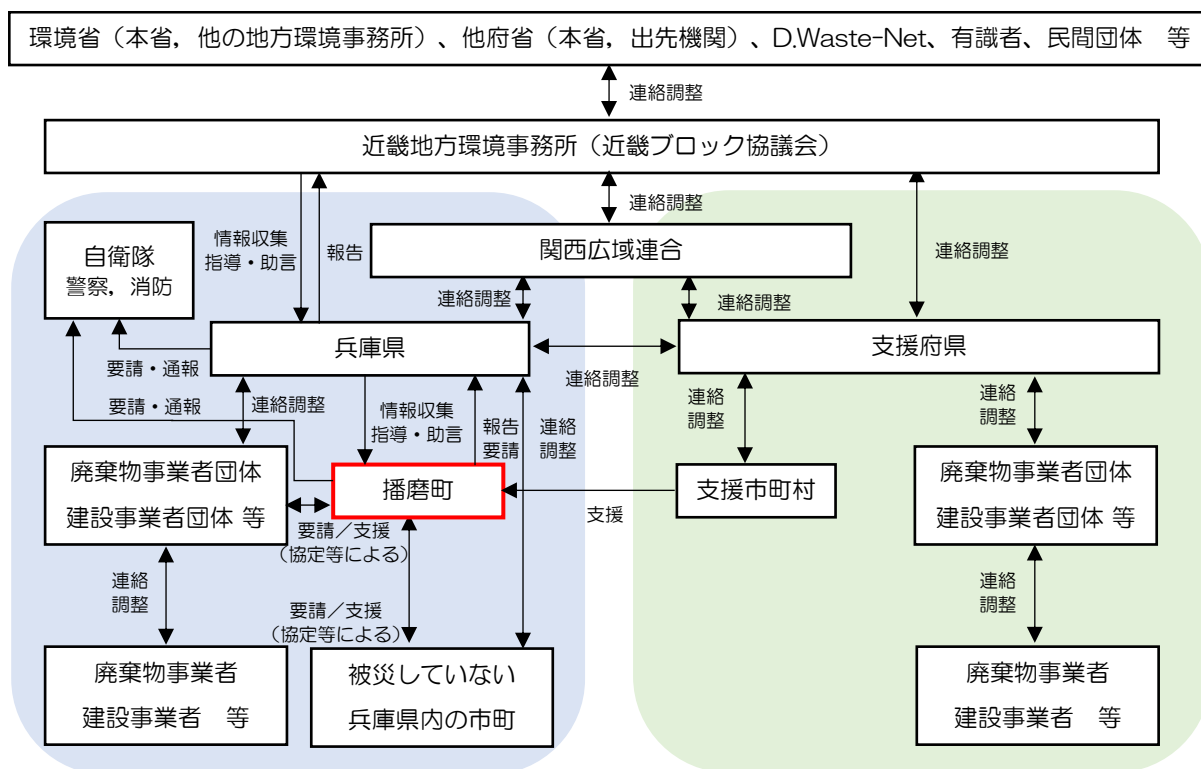 環境省（本省，他の地方環境事務所）、他府省（本省，出先機関）、D.Waste-Net、有識者、民間団体　等
連絡調整
近畿地方環境事務所（近畿ブロック協議会）
連絡調整
情報収集
指導・助言
報告
連絡調整
自衛隊
警察，消防
関西広域連合
連絡調整
連絡調整
兵庫県
支援府県
要請・通報
連絡調整
要請・通報
連絡調整
情報収集
指導・助言
報告
要請
連絡
調整
連絡
調整
連絡
調整
廃棄物事業者団体
建設事業者団体 等
播磨町
支援市町村
廃棄物事業者団体
建設事業者団体 等
支援
要請／支援
（協定等による）
連絡
調整
要請／支援
（協定等による）
連絡
調整
廃棄物事業者
建設事業者　等
被災していない
兵庫県内の市町
廃棄物事業者
建設事業者　等